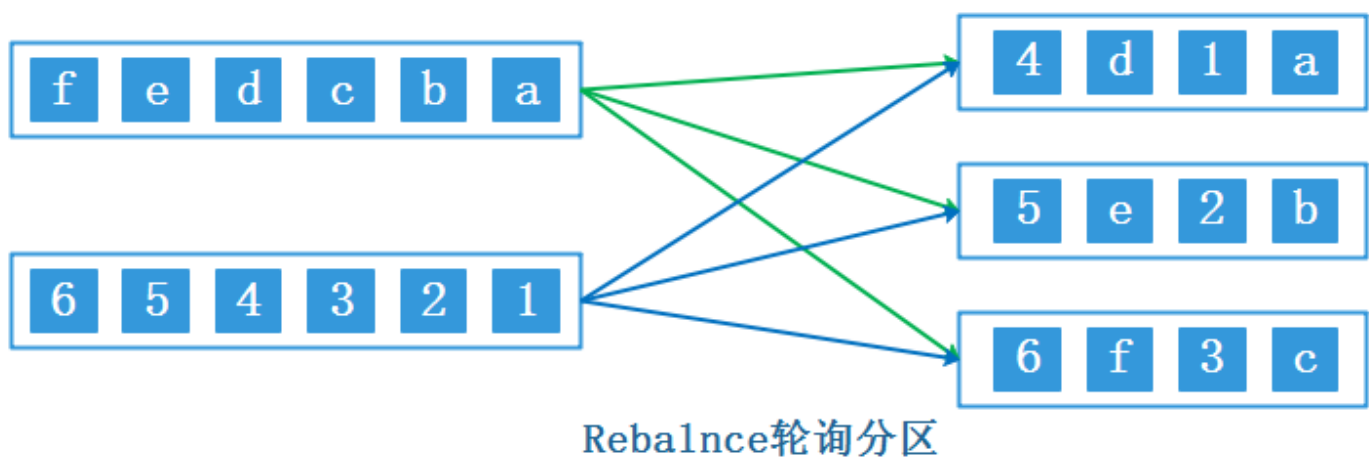 f e d c b a
6 5 4 3 2 1
4 d 1 a
5 e 2 b
6 f 3 c
Rebalnce轮询分区